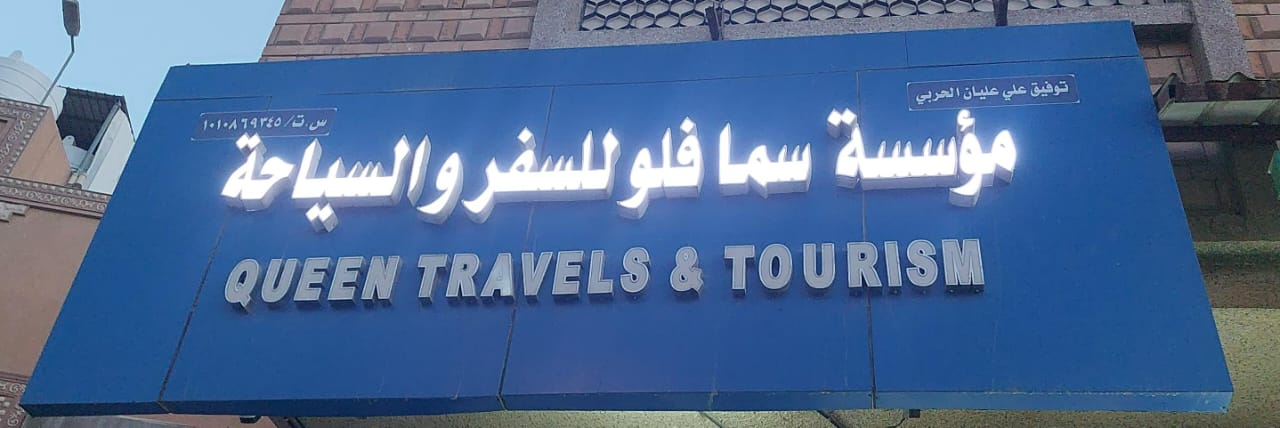 توفيق علي عليان الحربي
س.ت/ ١٠١٠٨٦٩٣٤٥
مؤسسة سما فلو للسفر والسياحة
QUEEN TRAVELS & TOURISM